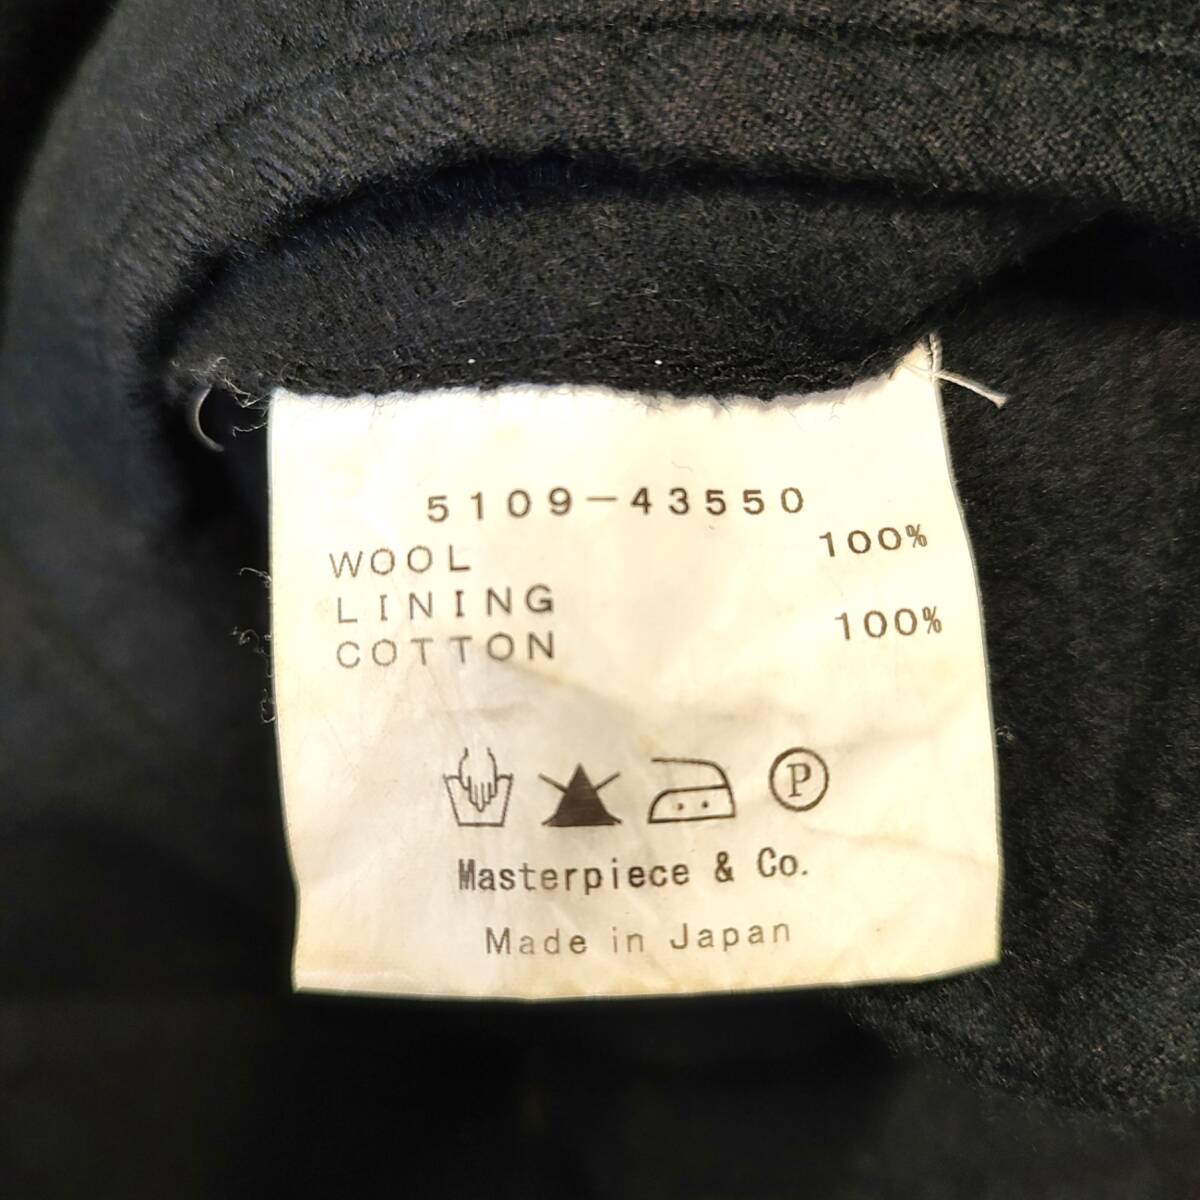 5109-43550
WOOL 100%
LINING
COTTON 100%
P
Masterpiece & Co.
Made in Japan